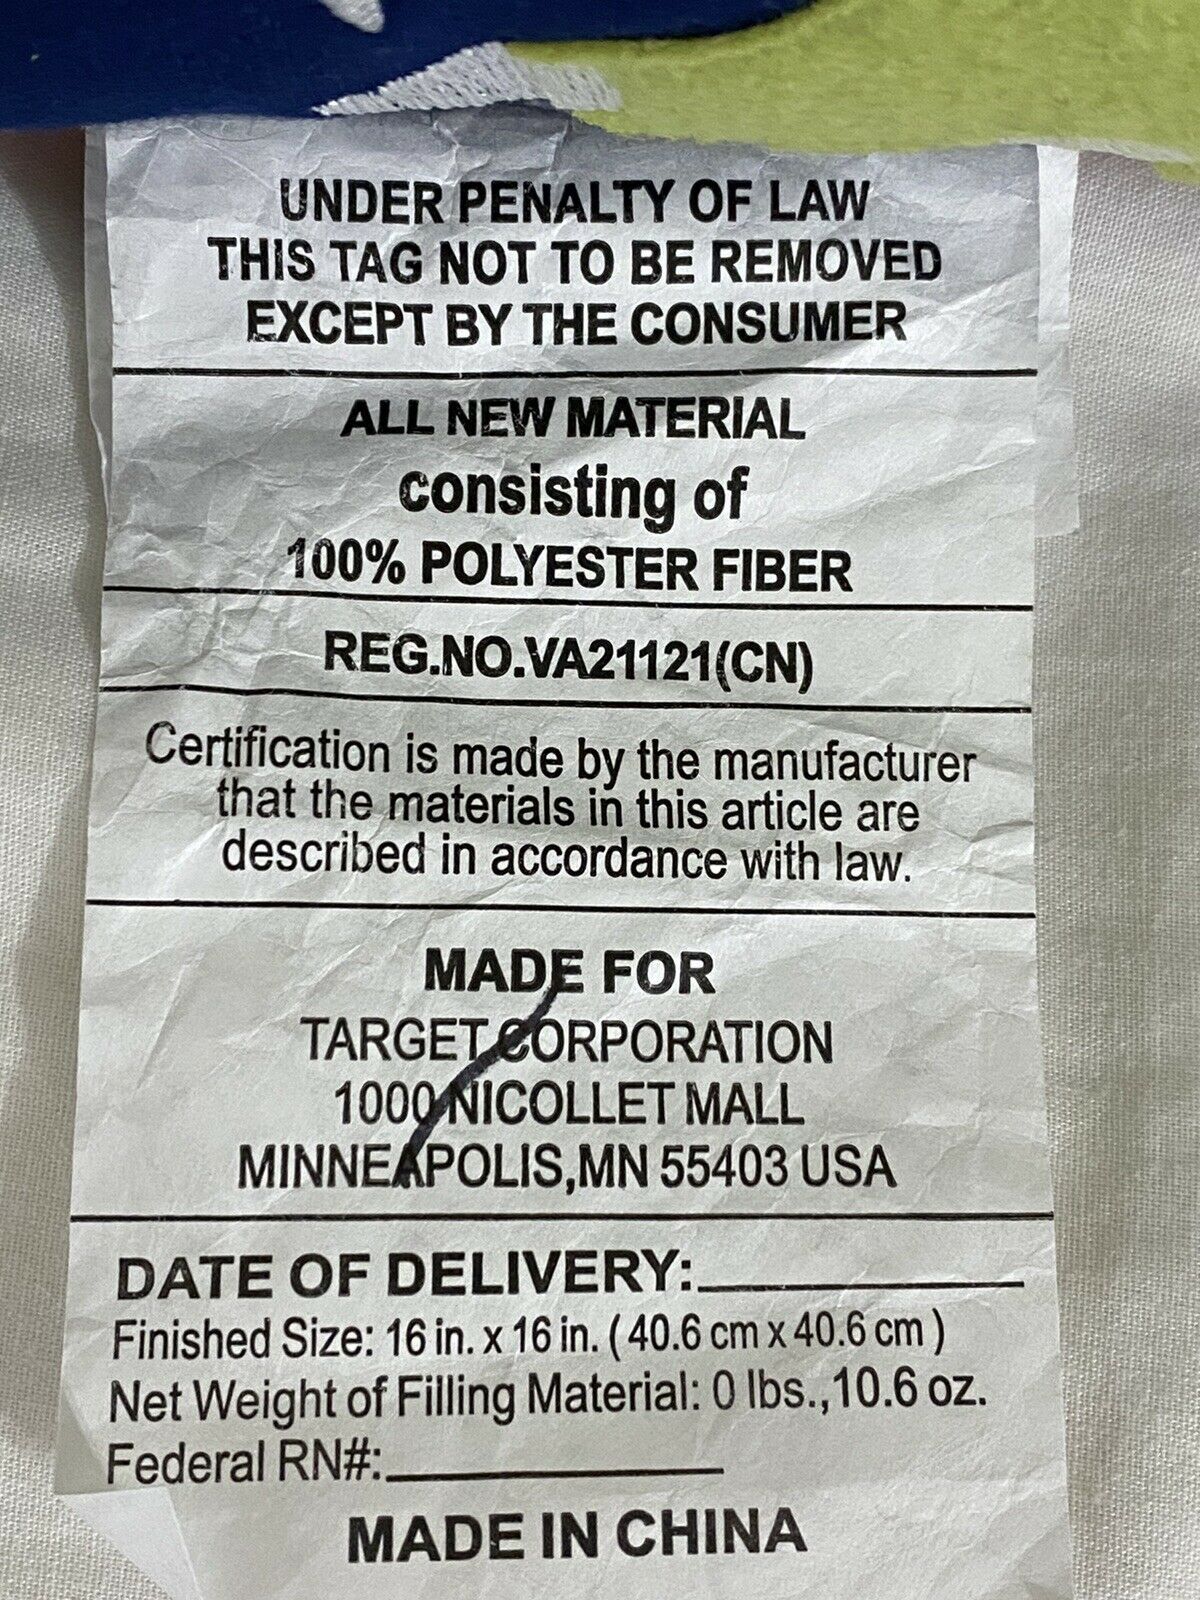 UNDER PENALTY OF LAW
THIS TAG NOT TO BE REMOVED
EXCEPT BY THE CONSUMER
ALL NEW MATERIAL
consisting of
100% POLYESTER FIBER
REG.NO.VA21121(CN)
Certification is made by the manufacturer
that the materials in this article are
described in accordance with law.
MADE FOR
TARGET CORPORATION
1000 NICOLLET MALL
MINNEAPOLIS,MN 55403 USA
DATE OF DELIVERY:
Finished Size: 16 in. x 16 in. ( 40.6 cm x 40.6 cm )
Net Weight of Filling Material: 0 lbs.,10.6 oz.
Federal RN#:
MADE IN CHINA